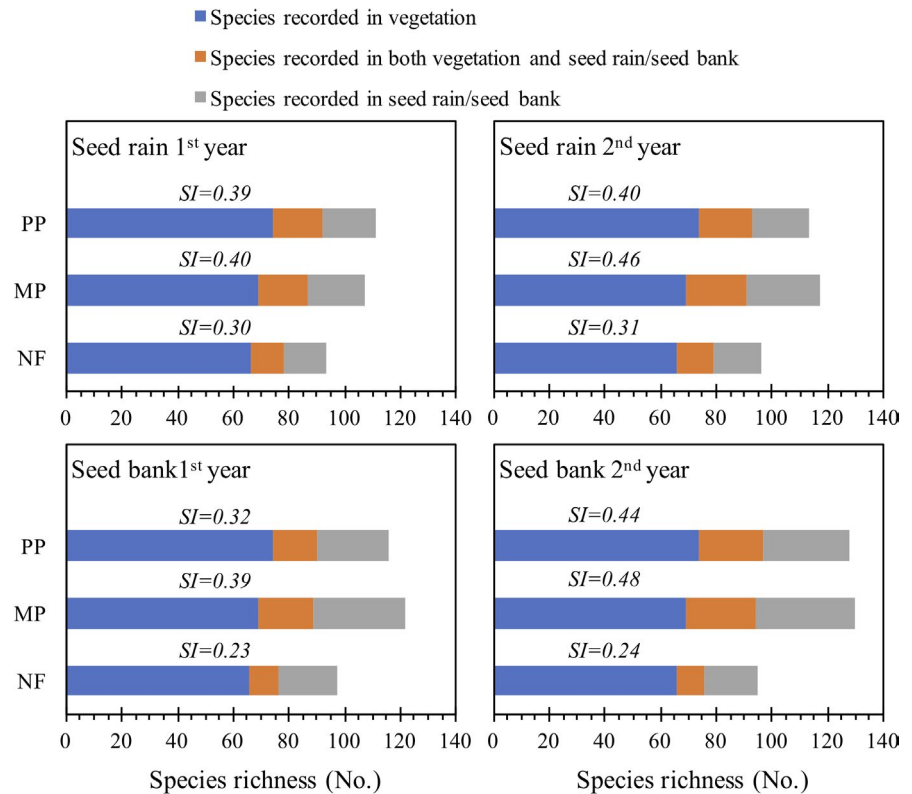 Species recorded in vegetation
Species recorded in both vegetation and seed rain/seed bank
Species recorded in seed rain/seed bank
Seed rain 1st year
SI=0.39
PP
SI=0.40
MP
SI=0.30
NF
0 20 40 60 80 100 120 140
Seed rain 2nd year
SI=0.40
SI=0.46
SI=0.31
0 20 40 60 80 100 120 140
Seed bank1st year
SI=0.32
PP
SI=0.39
MP
SI=0.23
NF
0 20 40 60 80 100 120 140
Species richness (No.)
Seed bank 2nd year
SI=0.44
SI=0.48
SI=0.24
0 20 40 60 80 100 120 140
Species richness (No.)